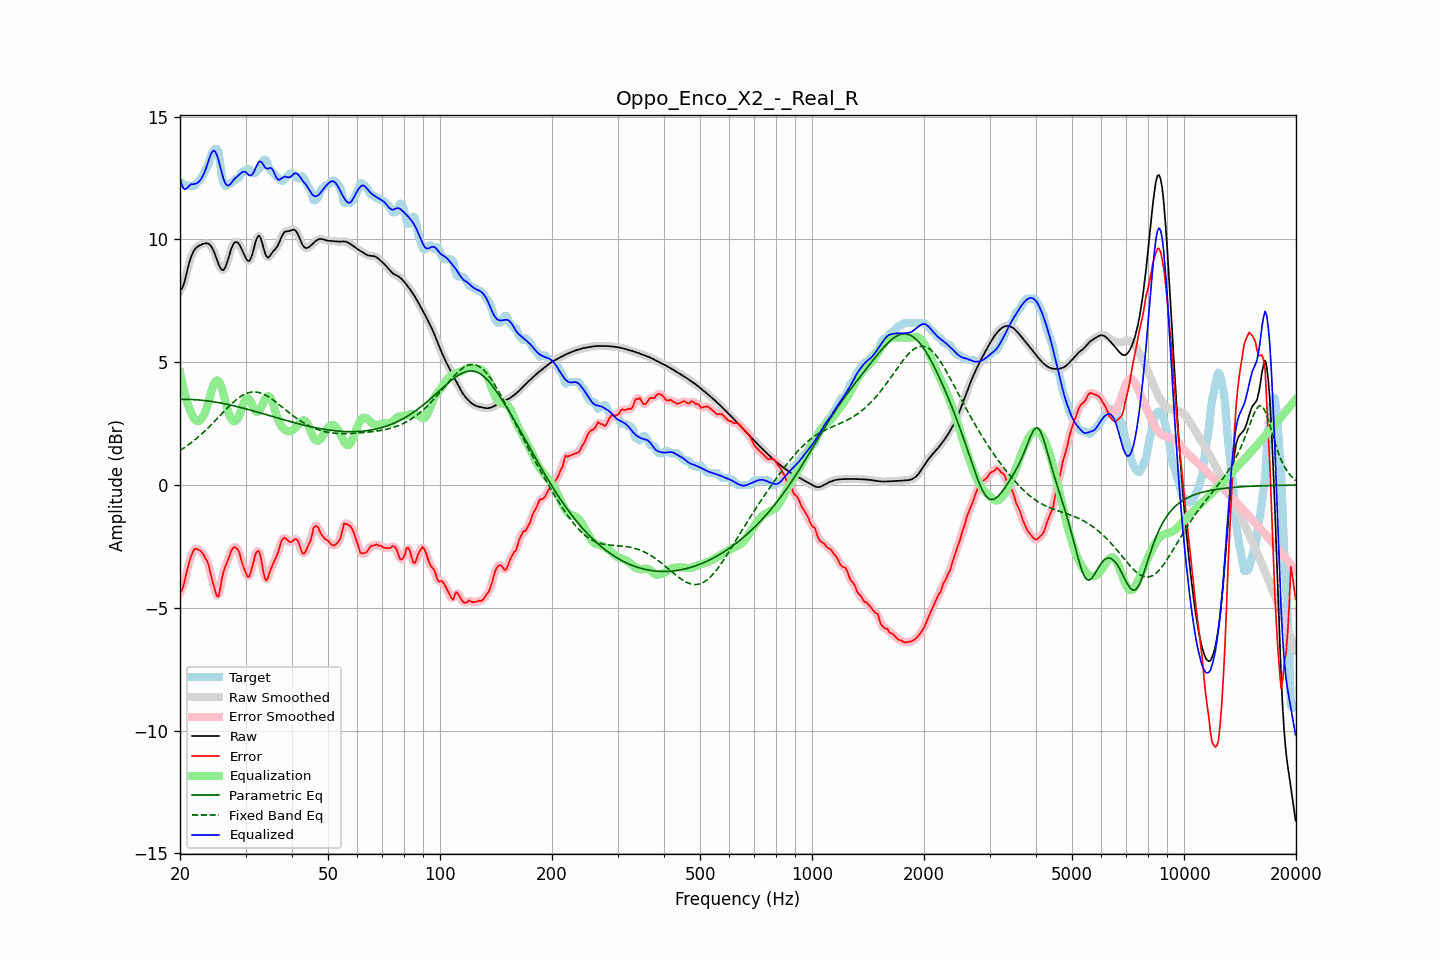 Oppo_Enco_X2_-_Real_R
15
10
5
0
−5
−10
−15
Amplitude (dBr)
Target
Raw Smoothed
Error Smoothed
Raw
Error
Equalization
Parametric Eq
Fixed Band Eq
Equalized
20
50
100
200
500
1000
2000
5000
10000
20000
Frequency (Hz)